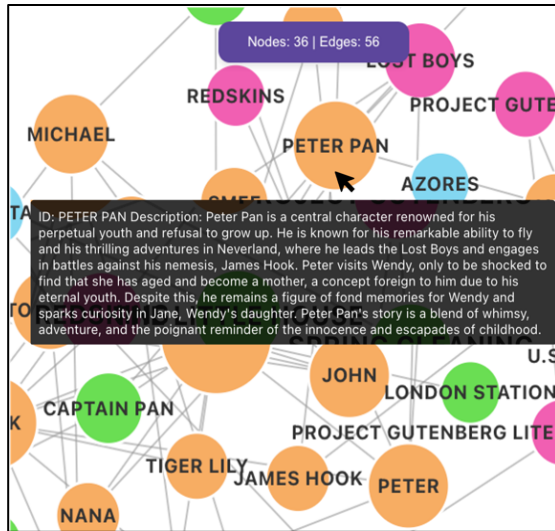 Nodes: 36 | Edges: 56
LOST BOYS
REDSKINS
PROJECT GUTE
MICHAEL
PETER PAN
AZORES
ID: PETER PAN Description: Peter Pan is a central character renowned for his
perpetual youth and refusal to grow up. He is known for his remarkable ability to fly
and his thrilling adventures in Neverland, where he leads the Lost Boys and engages
in battles against his nemesis, James Hook. Peter visits Wendy, only to be shocked to
find that she has aged and become a mother, a concept foreign to him due to his
eternal youth. Despite this, he remains a figure of fond memories for Wendy and
sparks curiosity in Jane, Wendy's daughter. Peter Pan's story is a blend of whimsy,
adventure, and the poignant reminder of the innocence and escapades of childhood.
SPRING CLEANING
U.S
JOHN
LONDON STATION
CAPTAIN PAN
K
PROJECT GUTENBERG LITE
TIGER LILY
JAMES HOOK
PETER
NANA